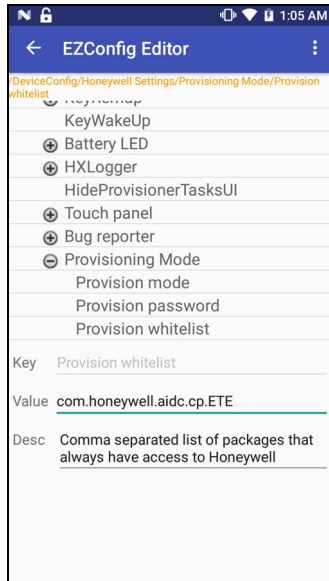 1:05 AM
EZConfig Editor
/DeviceConfig/Honeywell Settings/Provisioning Mode/Provision
whitelist
KeyRemap
KeyWakeUp
Battery LED
HXLogger
HideProvisionerTasksUI
Touch panel
Bug reporter
Provisioning Mode
Provision mode
Provision password
Provision whitelist
Key Provision whitelist
Value com.honeywell.aidc.cp.ETE
Desc Comma separated list of packages that
always have access to Honeywell